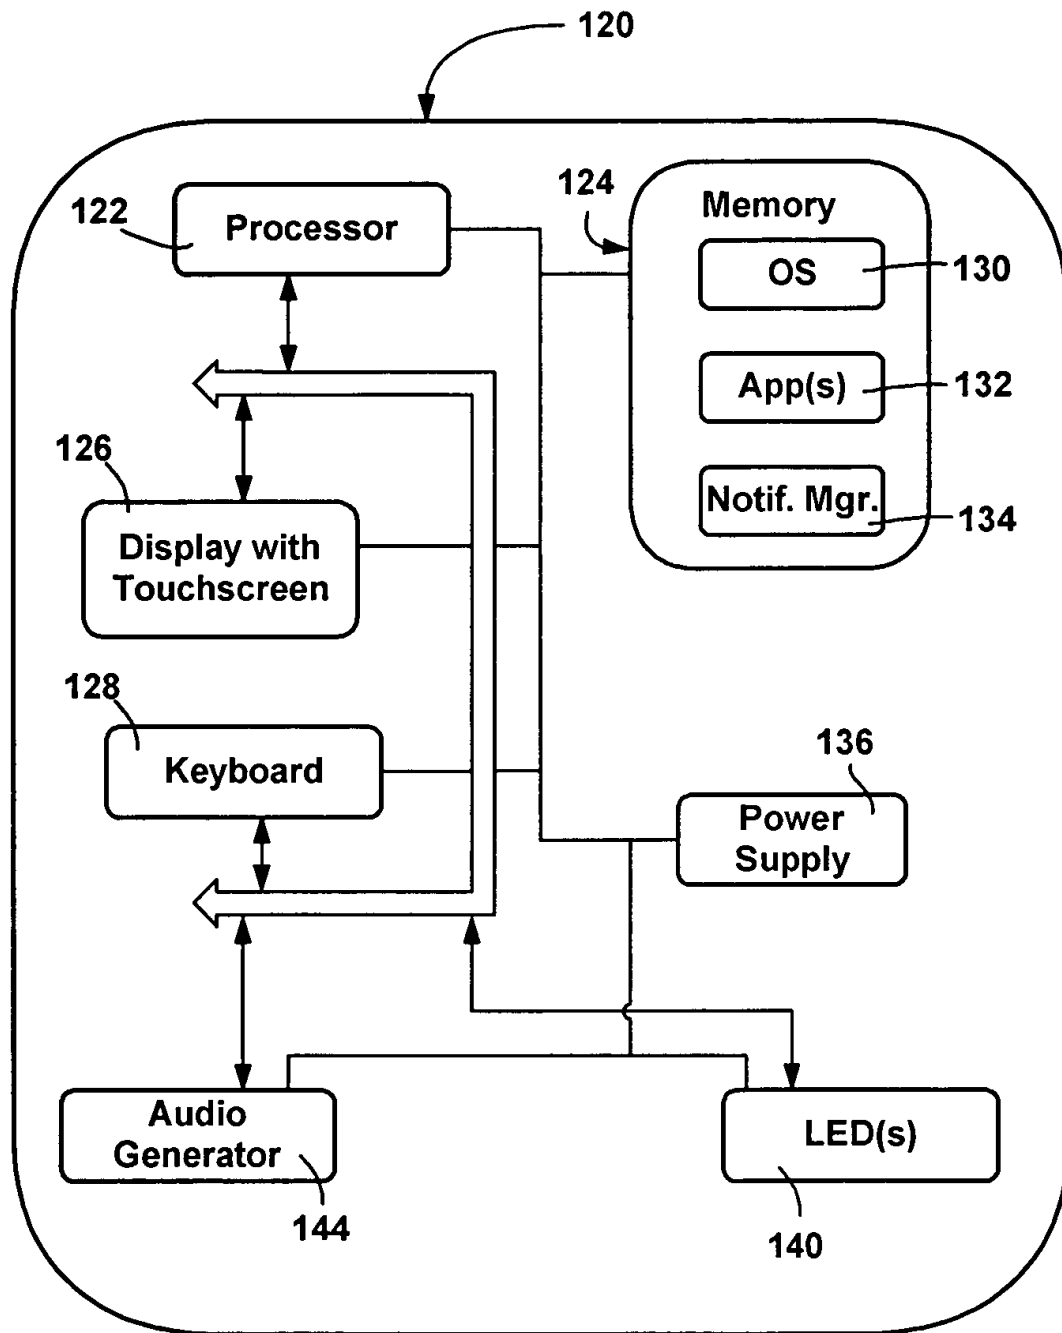 120
122
Processor
124
Memory
OS
130
App(s)
132
Notif. Mgr.
134
126
Display with
Touchscreen
128
Keyboard
136
Power
Supply
Audio
Generator
144
LED(s)
140